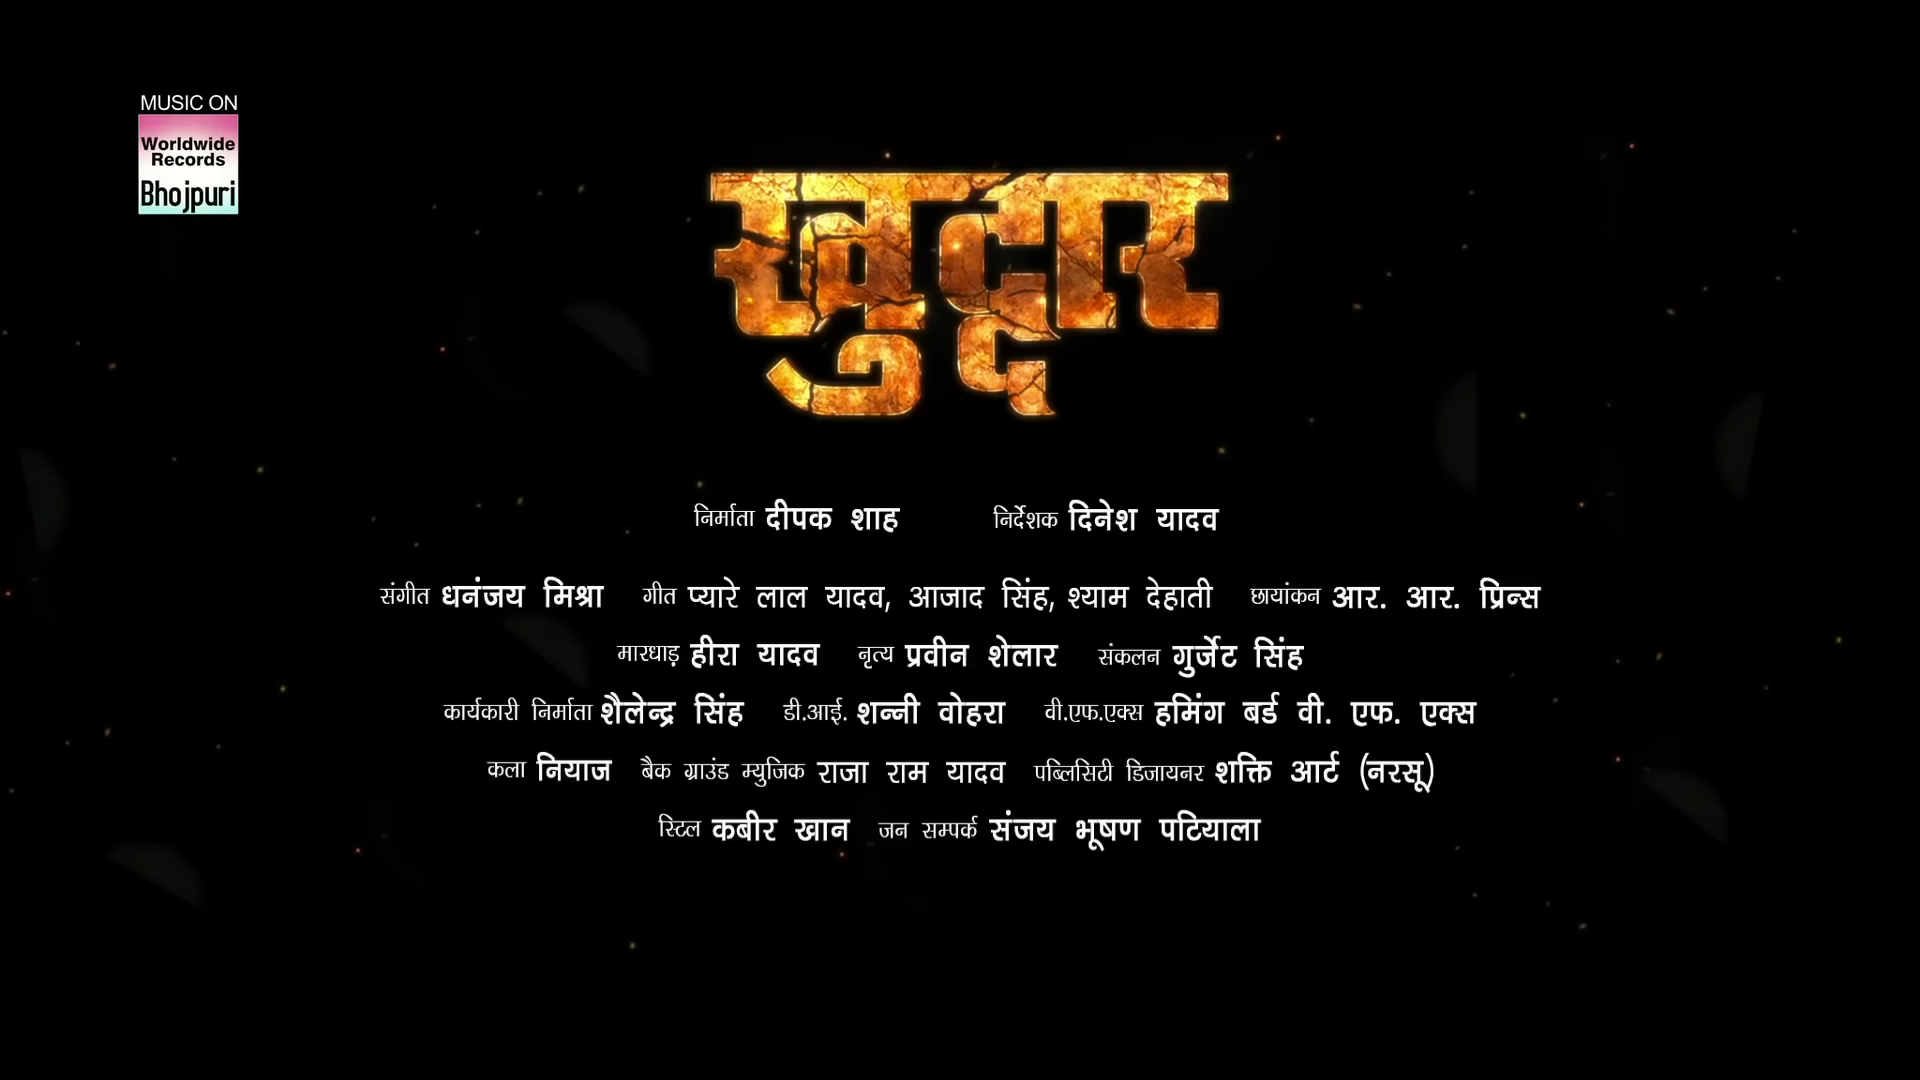 MUSIC ON
Worldwide
Records
Bhojpuri
खुद्दार
निर्माता दीपक शाह निर्देशक दिनेश यादव
संगीत धनंजय मिश्रा गीत प्यारे लाल यादव, आजाद सिंह, श्याम देहाती छायांकन आर. आर. प्रिन्स
मारधाड़ हीरा यादव नृत्य प्रवीन शेलार संकलन गुर्जेट सिंह
कार्यकारी निर्माता शैलेन्द्र सिंह डी.आई. शन्नी वोहरा वी.एफ.एक्स हमिंग बर्ड वी. एफ. एक्स
कला नियाज बैक ग्राउंड म्युजिक राजा राम यादव पब्लिसिटी डिजायनर शक्ति आर्ट (नरसू)
स्टिल कबीर खान जन सम्पर्क संजय भूषण पटियाला